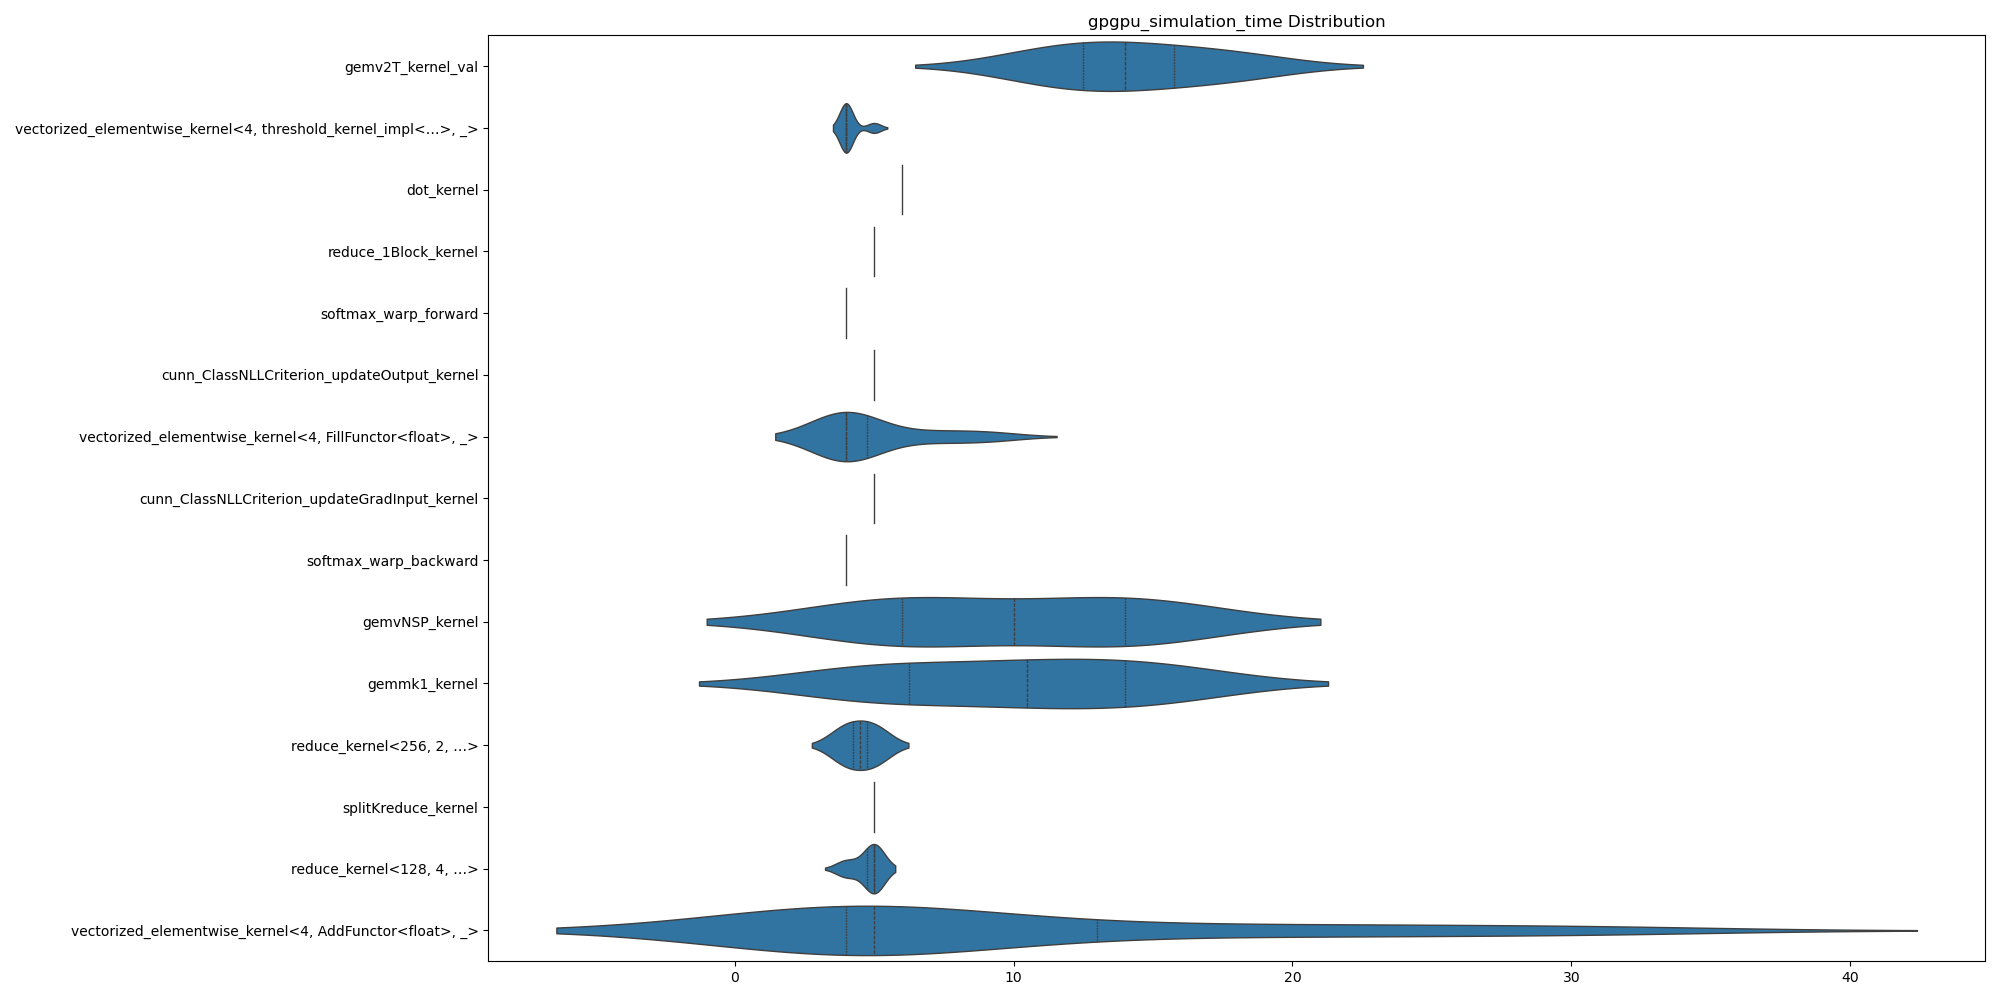 gpgpu_simulation_time Distribution
gemv2T_kernel_val
vectorized_elementwise_kernel<4, threshold_kernel_impl<...>, _>
dot_kernel
reduce_1Block_kernel
softmax_warp_forward
cunn_ClassNLLCriterion_updateOutput_kernel
vectorized_elementwise_kernel<4, FillFunctor<float>, _>
cunn_ClassNLLCriterion_updateGradInput_kernel
softmax_warp_backward
gemvNSP_kernel
gemmk1_kernel
reduce_kernel<256, 2, ...>
splitKreduce_kernel
reduce_kernel<128, 4, ...>
vectorized_elementwise_kernel<4, AddFunctor<float>, _>
0 10 20 30 40